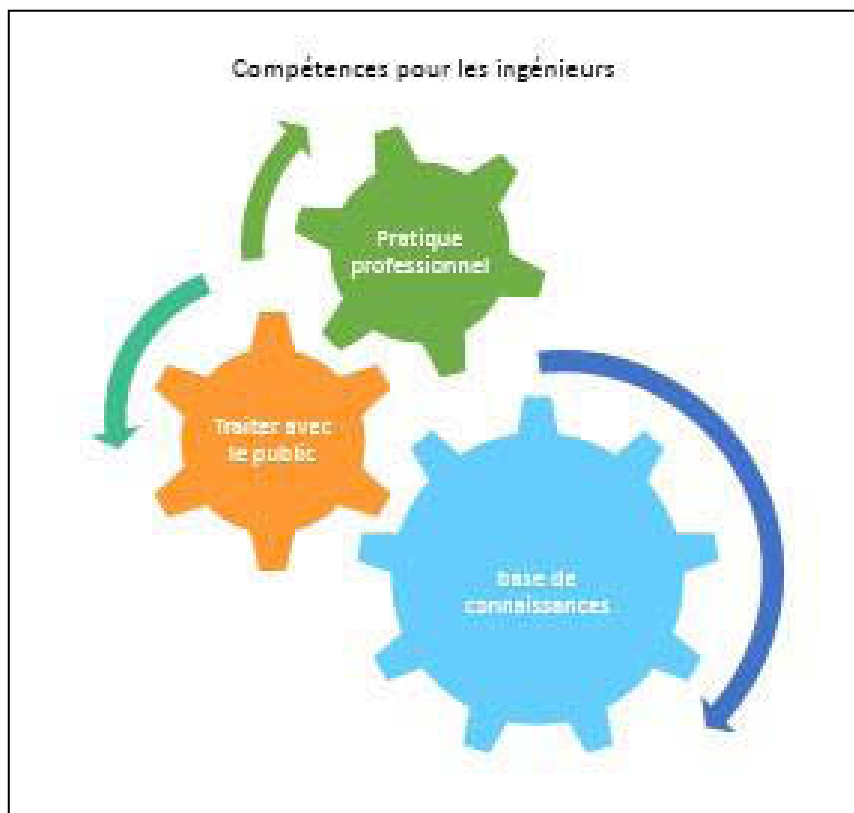 Compétences pour les ingénieurs
Pratique
professionnel
Traiter avec
le public
base de
connaissances